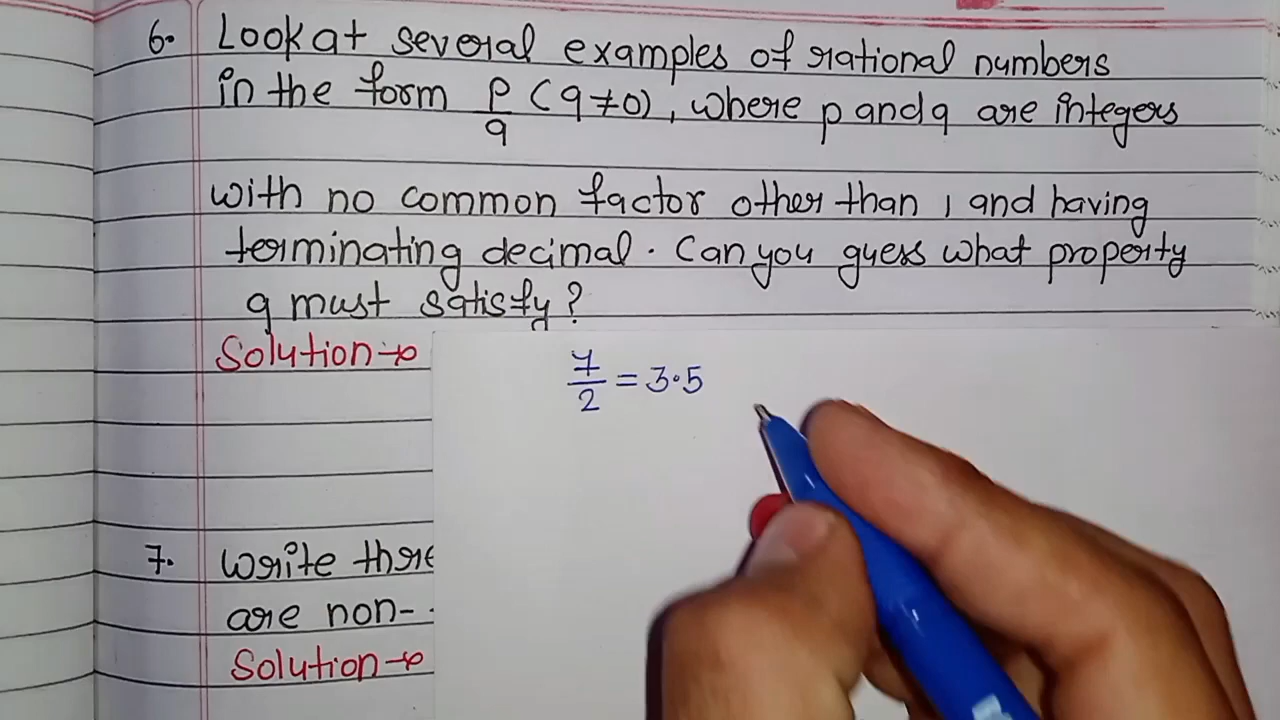 6. Look at several examples of rational numbers
in the form p/q (q≠0), where p and q are integers
with no common factor other than 1 and having
terminating decimal. Can you guess what property
q must satisfy?
Solution→
7/2 = 3.5
7. Write thre
are non-
Solution→